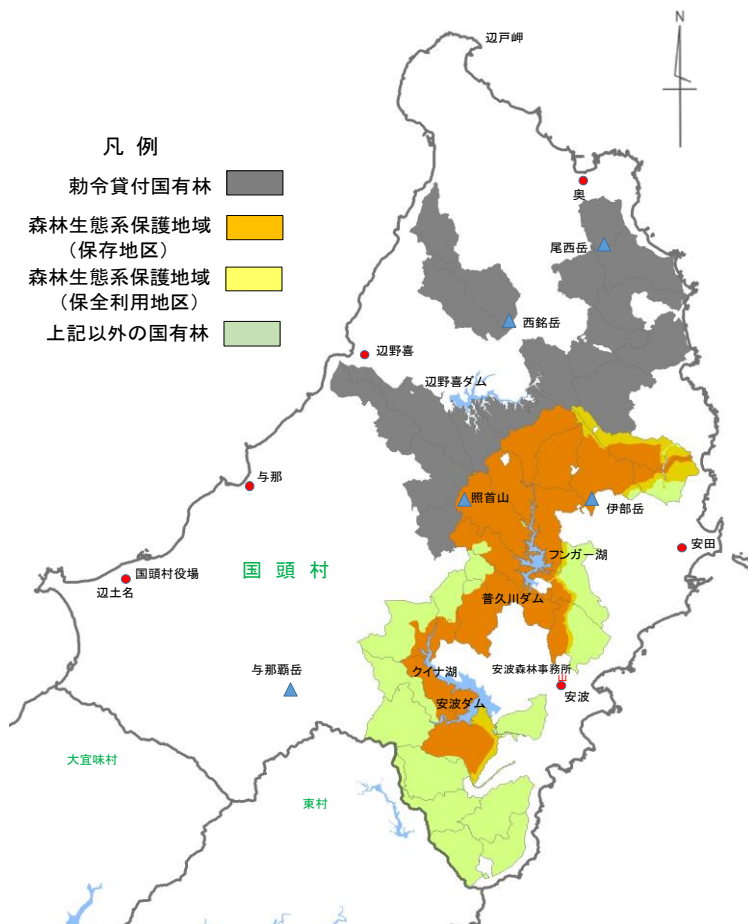 N
辺戸岬
凡 例
勅令貸付国有林
森林生態系保護地域
（保存地区）
森林生態系保護地域
（保全利用地区）
上記以外の国有林
奥
尾西岳
西銘岳
辺野喜
辺野喜ダム
与那
照首山
伊部岳
安田
フンガー湖
国頭村役場
辺土名
国 頭 村
普久川ダム
与那覇岳
クイナ湖
安波森林事務所
安波
安波ダム
大宜味村
東村